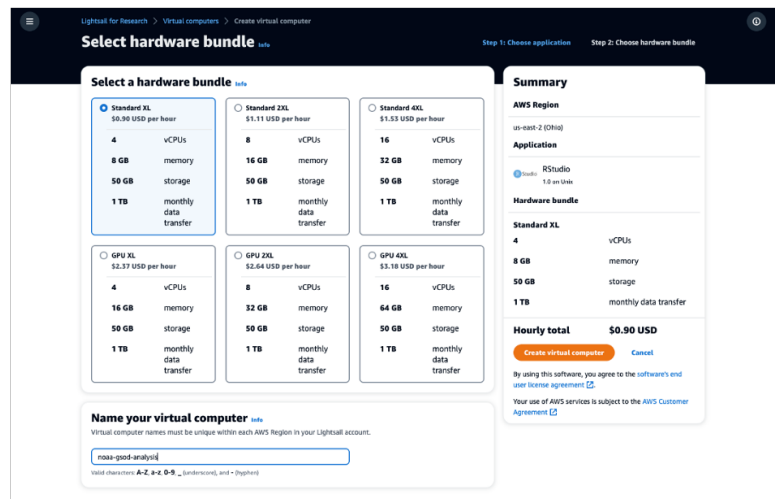 Lightsail for Research > Virtual computers > Create virtual computer
Select hardware bundle Info
Step 1: Choose application
Step 2: Choose hardware bundle
Select a hardware bundle Info
Standard XL
$0.90 USD per hour
4 vCPUs
8 GB memory
50 GB storage
1 TB monthly
data
transfer
Standard 2XL
$1.11 USD per hour
8 vCPUs
16 GB memory
50 GB storage
1 TB monthly
data
transfer
Standard 4XL
$1.53 USD per hour
16 vCPUs
32 GB memory
50 GB storage
1 TB monthly
data
transfer
GPU XL
$2.37 USD per hour
4 vCPUs
16 GB memory
50 GB storage
1 TB monthly
data
transfer
GPU 2XL
$2.64 USD per hour
8 vCPUs
32 GB memory
50 GB storage
1 TB monthly
data
transfer
GPU 4XL
$3.18 USD per hour
16 vCPUs
64 GB memory
50 GB storage
1 TB monthly
data
transfer
Name your virtual computer Info
Virtual computer names must be unique within each AWS Region in your Lightsail account.
noaa-gsod-analysis
Valid characters: A-Z, a-z, 0-9, _ (underscore), and - (hyphen)
Summary
AWS Region
us-east-2 (Ohio)
Application
RStudio
RStudio
1.0 on Unix
Hardware bundle
Standard XL
4 vCPUs
8 GB memory
50 GB storage
1 TB monthly data transfer
Hourly total $0.90 USD
Create virtual computer Cancel
By using this software, you agree to the software's end
user license agreement
Your use of AWS services is subject to the AWS Customer
Agreement